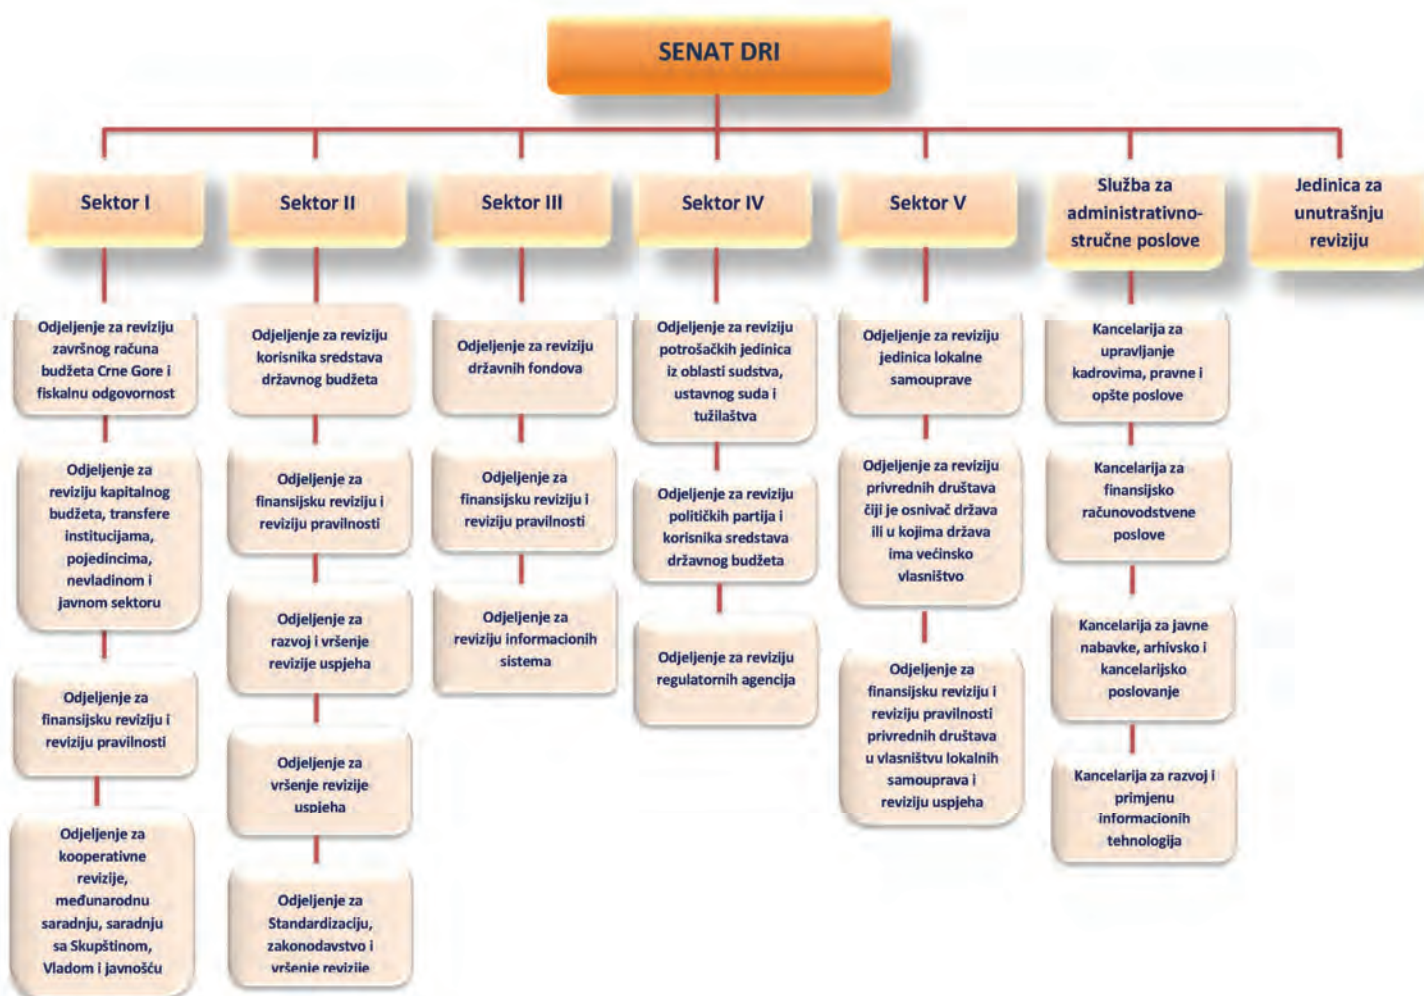 SENAT DRI
Sektor I
Sektor II
Sektor III
Sektor IV
Sektor V
Služba za
administrativno-
stručne poslove
Jedinica za
unutrašnju
reviziju
Odjeljenje za reviziju
završnog računa
budžeta Crne Gore i
fiskalnu odgovornost
Odjeljenje za
reviziju kapitalnog
budžeta, transfere
institucijama,
pojedincima,
nevladinom i
javnom sektoru
Odjeljenje za
finansijsku reviziju i
reviziju pravilnosti
Odjeljenje za
kooperativne
revizije,
međunarodnu
saradnju, saradnju
sa Skupštinom,
Vladom i javnošću
Odjeljenje za reviziju
korisnika sredstava
državnog budžeta
Odjeljenje za
finansijsku reviziju i
reviziju pravilnosti
Odjeljenje za
razvoj i vršenje
revizije uspjeha
Odjeljenje za
vršenje revizije
uspjeha
Odjeljenje za
Standardizaciju,
zakonodavstvo i
vršenje revizije
Odjeljenje za reviziju
državnih fondova
Odjeljenje za
finansijsku reviziju i
reviziju pravilnosti
Odjeljenje za
reviziju informacionih
sistema
Odjeljenje za reviziju
potrošačkih jedinica
iz oblasti sudstva,
ustavnog suda i
tužilaštva
Odjeljenje za reviziju
političkih partija i
korisnika sredstava
državnog budžeta
Odjeljenje za reviziju
regulatornih agencija
Odjeljenje za reviziju
jedinica lokalne
samouprave
Odjeljenje za reviziju
privrednih društava
čiji je osnivač država
ili u kojima država
ima većinsko
vlasništvo
Odjeljenje za
finansijsku reviziju i
reviziju pravilnosti
privrednih društava
u vlasništvu lokalnih
samouprava i
reviziju uspjeha
Kancelarija za
upravljanje
kadrovima, pravne i
opšte poslove
Kancelarija za
finansijsko
računovodstvene
poslove
Kancelarija za javne
nabavke, arhivsko i
kancelarijsko
poslovanje
Kancelarija za razvoj i
primjenu
informacionih
tehnologija